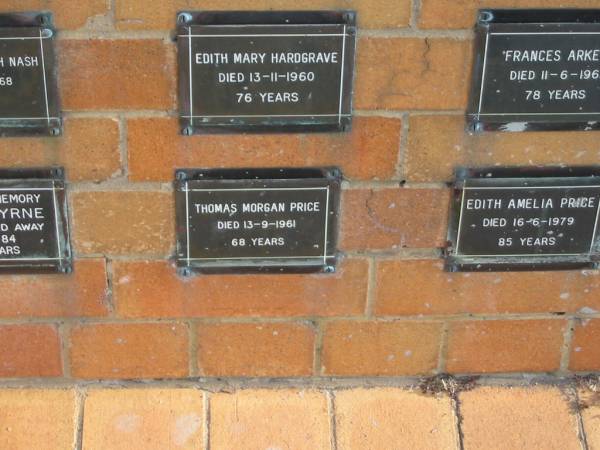 H NASH
68
EDITH MARY HARDGRAVE
DIED 13-11-1960
76 YEARS
FRANCES ARKE
DIED 11-6-196
78 YEARS
MEMORY
YRNE
D AWAY
84
ARS
THOMAS MORGAN PRICE
DIED 13-9-1961
68 YEARS
EDITH AMELIA PRICE
DIED 16-6-1979
85 YEARS